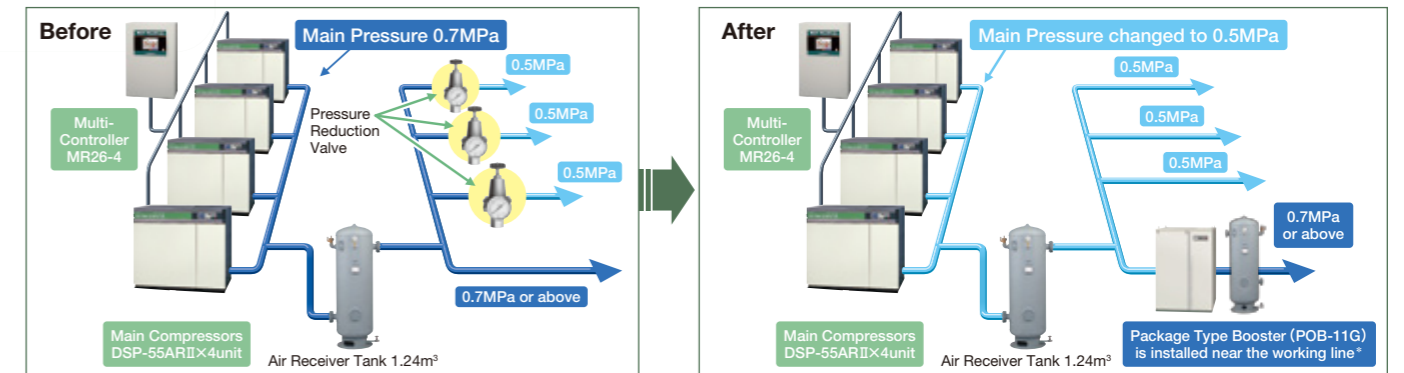 Before
Main Pressure 0.7MPa
0.5MPa
0.5MPa
0.5MPa
Pressure
Reduction
Valve
Multi-
Controller
MR26-4
0.7MPa or above
Main Compressors
DSP-55ARⅡ×4unit
Air Receiver Tank 1.24m³
After
Main Pressure changed to 0.5MPa
0.5MPa
0.5MPa
0.5MPa
Multi-
Controller
MR26-4
0.7MPa
or above
Main Compressors
DSP-55ARⅡ×4unit
Air Receiver Tank 1.24m³
Package Type Booster (POB-11G)
is installed near the working line*